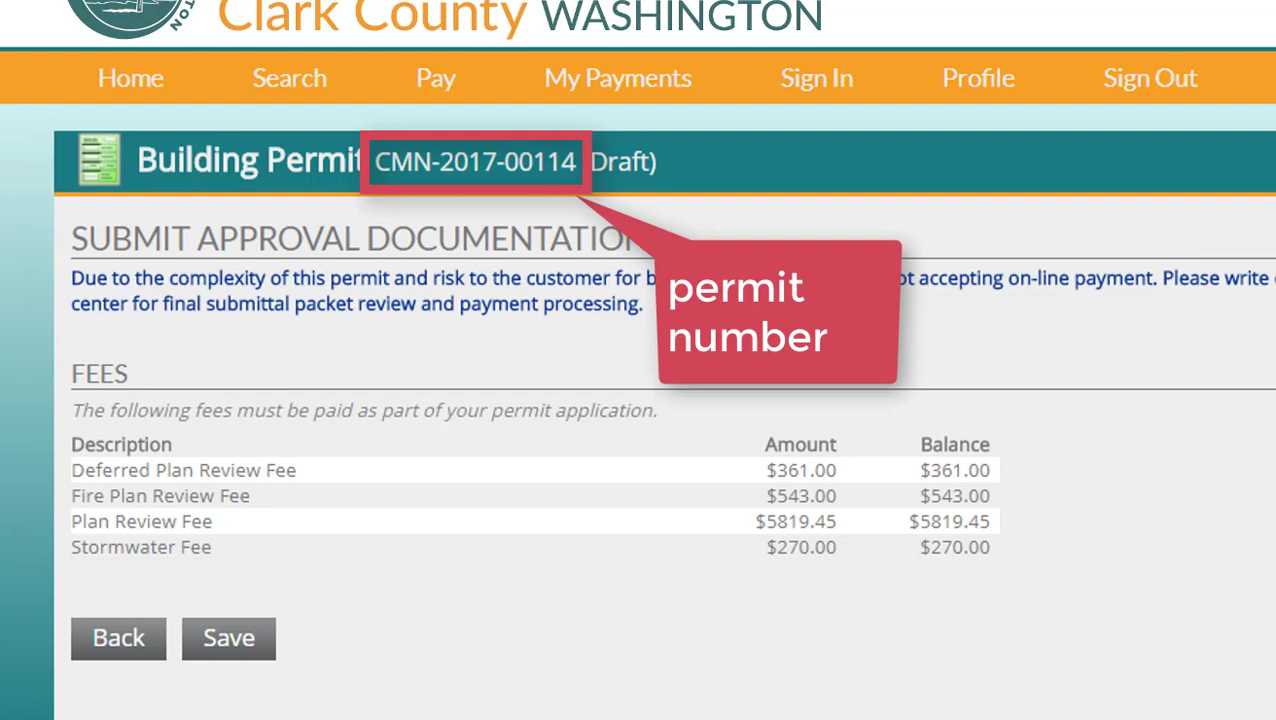 Clark County WASHINGTON
Home Search Pay My Payments Sign In Profile Sign Out
Building Permit CMN-2017-00114 Draft)
SUBMIT APPROVAL DOCUMENTATION
Due to the complexity of this permit and risk to the customer for accepting on-line payment. Please write
center for final submittal packet review and payment processing.
permit
number
FEES
The following fees must be paid as part of your permit application.
Description Amount Balance
Deferred Plan Review Fee $361.00 $361.00
Fire Plan Review Fee $543.00 $543.00
Plan Review Fee $5819.45 $5819.45
Stormwater Fee $270.00 $270.00
Back Save